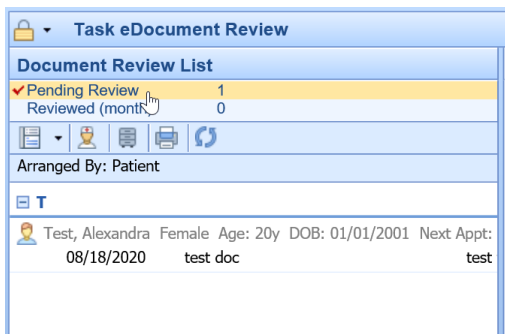 Task eDocument Review
Document Review List
Pending Review 1
Reviewed (month) 0
Arranged By: Patient
T
Test, Alexandra Female Age: 20y DOB: 01/01/2001 Next Appt:
08/18/2020 test doc test